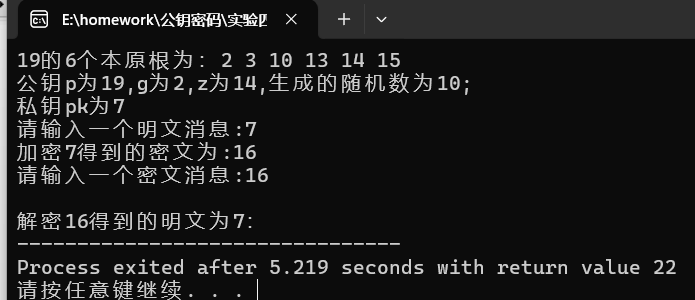 E:\homework\公钥密码\实验四
19的6个本原根为: 2 3 10 13 14 15
公钥p为19,g为2,z为14,生成的随机数为10;
私钥pk为7
请输入一个明文消息:7
加密7得到的密文为:16
请输入一个密文消息:16
解密16得到的明文为7:
--------------------------------
Process exited after 5.219 seconds with return value 22
请按任意键继续. . .